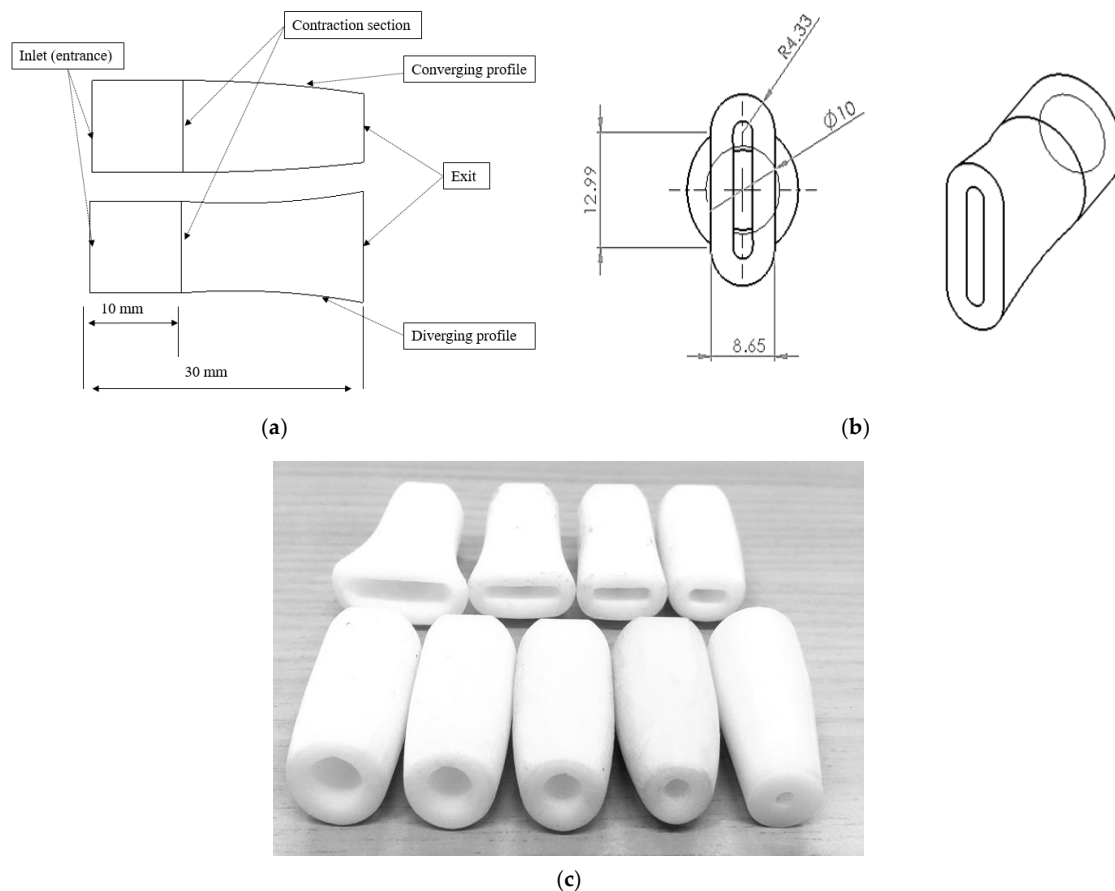 Contraction section
Inlet (entrance)
Converging profile
Exit
10 mm
Diverging profile
30 mm
R4.33
Ø10
12.99
8.65
(a)
(b)
(c)